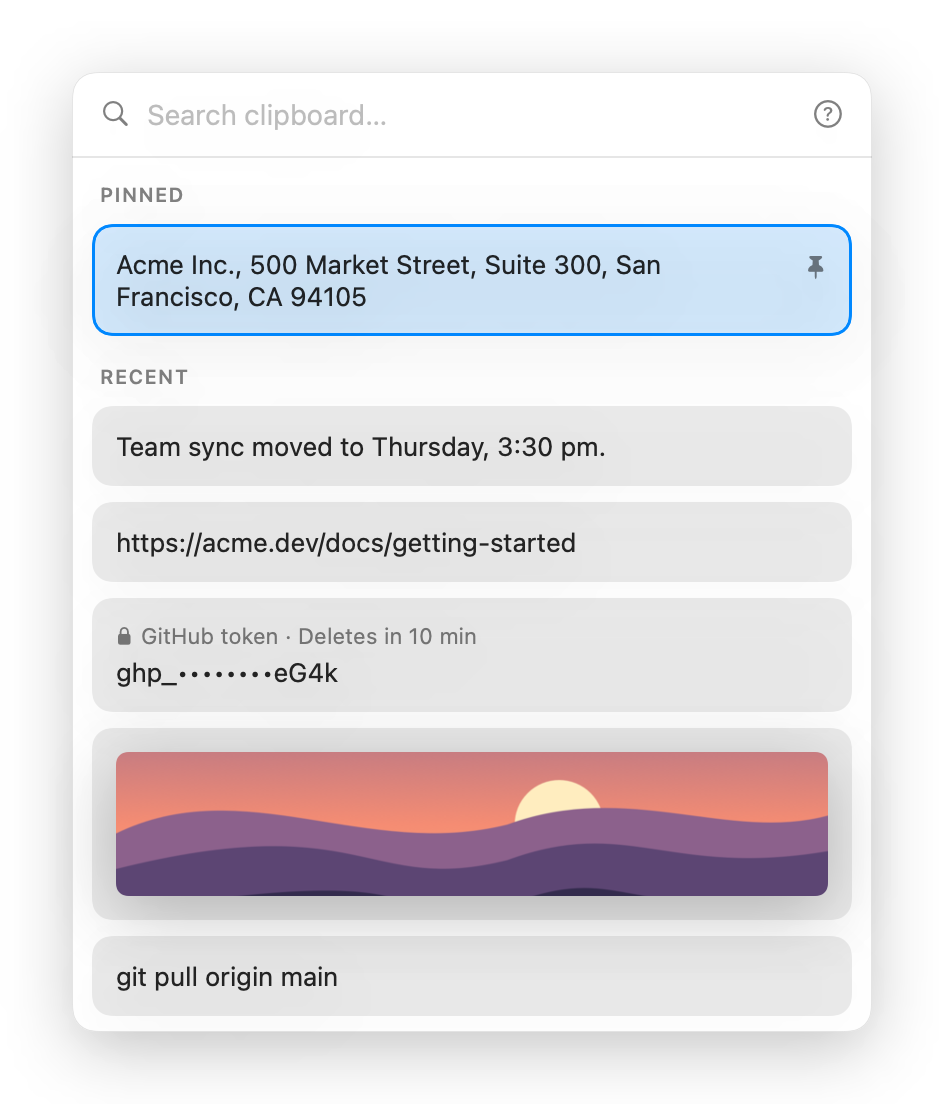 Search clipboard...
?
PINNED
Acme Inc., 500 Market Street, Suite 300, San
Francisco, CA 94105
RECENT
Team sync moved to Thursday, 3:30 pm.
https://acme.dev/docs/getting-started
GitHub token · Deletes in 10 min
ghp_••••••••eG4k
git pull origin main